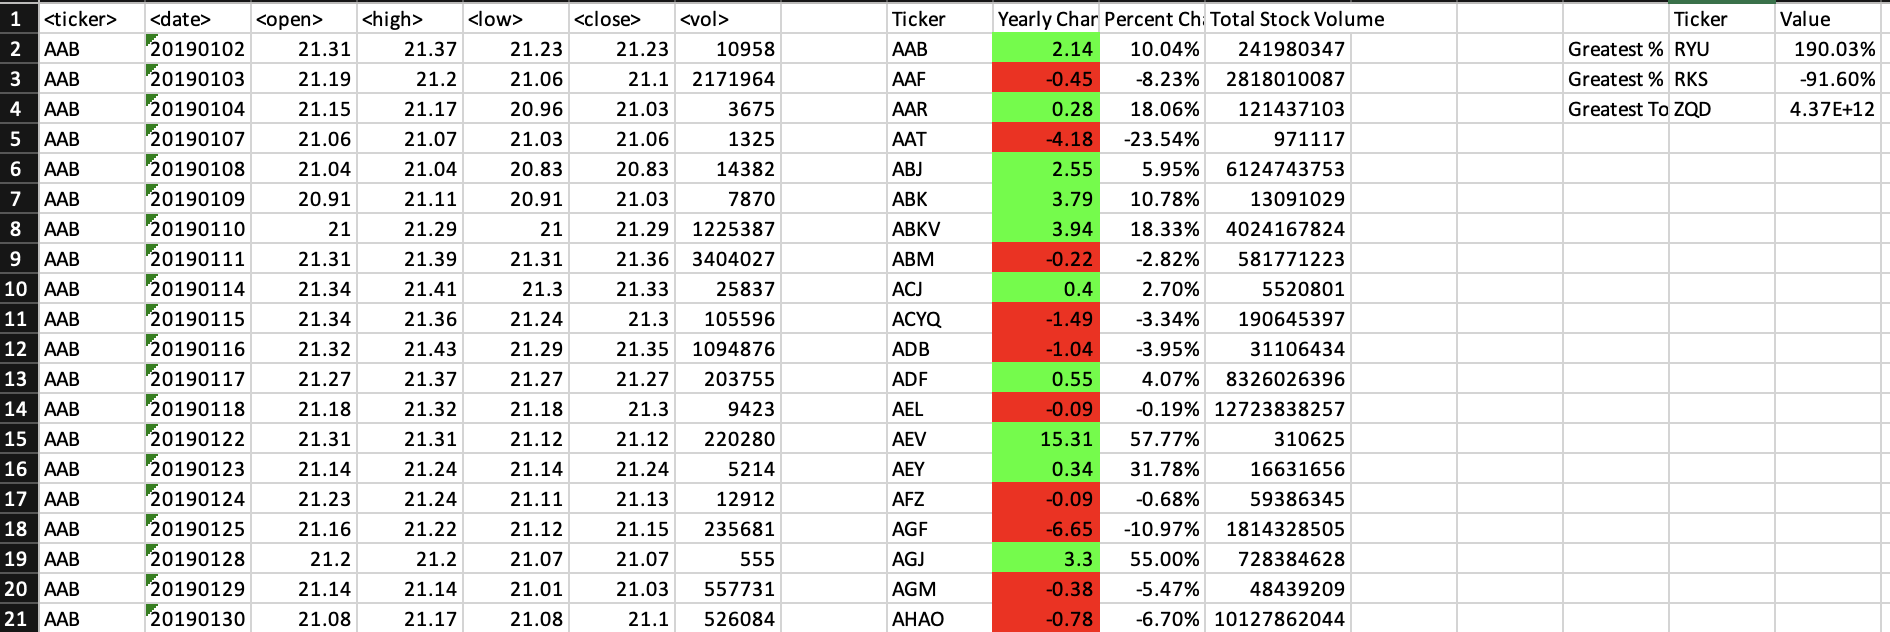 1 <ticker> <date> <open> <high> <low> <close> <vol> Ticker Yearly Char Percent Ch Total Stock Volume Ticker Value
2 AAB 20190102 21.31 21.37 21.23 21.23 10958 AAB 2.14 10.04% 241980347 Greatest % RYU 190.03%
3 AAB 20190103 21.19 21.2 21.06 21.1 2171964 AAF -0.45 -8.23% 2818010087 Greatest % RKS -91.60%
4 AAB 20190104 21.15 21.17 20.96 21.03 3675 AAR 0.28 18.06% 121437103 Greatest To ZQD 4.37E+12
5 AAB 20190107 21.06 21.07 21.03 21.06 1325 AAT -4.18 -23.54% 971117
6 AAB 20190108 21.04 21.04 20.83 20.83 14382 ABJ 2.55 5.95% 6124743753
7 AAB 20190109 20.91 21.11 20.91 21.03 7870 ABK 3.79 10.78% 13091029
8 AAB 20190110 21 21.29 21 21.29 1225387 ABKV 3.94 18.33% 4024167824
9 AAB 20190111 21.31 21.39 21.31 21.36 3404027 ABM -0.22 -2.82% 581771223
10 AAB 20190114 21.34 21.41 21.3 21.33 25837 ACJ 0.4 2.70% 5520801
11 AAB 20190115 21.34 21.36 21.24 21.3 105596 ACYQ -1.49 -3.34% 190645397
12 AAB 20190116 21.32 21.43 21.29 21.35 1094876 ADB -1.04 -3.95% 31106434
13 AAB 20190117 21.27 21.37 21.27 21.27 203755 ADF 0.55 4.07% 8326026396
14 AAB 20190118 21.18 21.32 21.18 21.3 9423 AEL -0.09 -0.19% 12723838257
15 AAB 20190122 21.31 21.31 21.12 21.12 220280 AEV 15.31 57.77% 310625
16 AAB 20190123 21.14 21.24 21.14 21.24 5214 AEY 0.34 31.78% 16631656
17 AAB 20190124 21.23 21.24 21.11 21.13 12912 AFZ -0.09 -0.68% 59386345
18 AAB 20190125 21.16 21.22 21.12 21.15 235681 AGF -6.65 -10.97% 1814328505
19 AAB 20190128 21.2 21.2 21.07 21.07 555 AGJ 3.3 55.00% 728384628
20 AAB 20190129 21.14 21.14 21.01 21.03 557731 AGM -0.38 -5.47% 48439209
21 AAB 20190130 21.08 21.17 21.08 21.1 526084 AHAO -0.78 -6.70% 10127862044